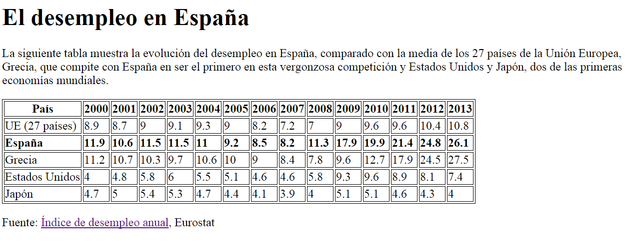 El desempleo en España
La siguiente tabla muestra la evolución del desempleo en España, comparado con la media de los 27 países de la Unión Europea,
Grecia, que compite con España en ser el primero en esta vergonzosa competición y Estados Unidos y Japón, dos de las primeras
economías mundiales.
País 2000 2001 2002 2003 2004 2005 2006 2007 2008 2009 2010 2011 2012 2013
UE (27 países) 8.9 8.7 9 9.1 9.3 9 8.2 7.2 7 9 9.6 9.6 10.4 10.8
España 11.9 10.6 11.5 11.5 11 9.2 8.5 8.2 11.3 17.9 19.9 21.4 24.8 26.1
Grecia 11.2 10.7 10.3 9.7 10.6 10 9 8.4 7.8 9.6 12.7 17.9 24.5 27.5
Estados Unidos 4 4.8 5.8 6 5.5 5.1 4.6 4.6 5.8 9.3 9.6 8.9 8.1 7.4
Japón 4.7 5 5.4 5.3 4.7 4.4 4.1 3.9 4 5.1 5.1 4.6 4.3 4
Fuente: Índice de desempleo anual, Eurostat